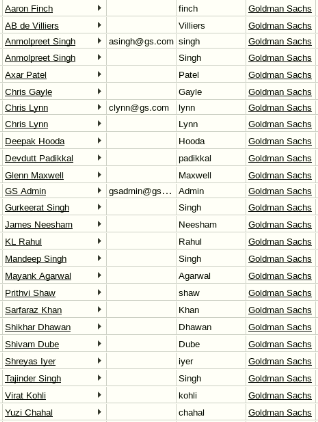 Aaron Finch finch Goldman Sachs
AB de Villiers Villiers Goldman Sachs
Anmolpreet Singh asingh@gs.com singh Goldman Sachs
Anmolpreet Singh Singh Goldman Sachs
Axar Patel Patel Goldman Sachs
Chris Gayle Gayle Goldman Sachs
Chris Lynn clynn@gs.com lynn Goldman Sachs
Chris Lynn Lynn Goldman Sachs
Deepak Hooda Hooda Goldman Sachs
Devdutt Padikkal padikkal Goldman Sachs
Glenn Maxwell Maxwell Goldman Sachs
GS Admin gsadmin@gs... Admin Goldman Sachs
Gurkeerat Singh Singh Goldman Sachs
James Neesham Neesham Goldman Sachs
KL Rahul Rahul Goldman Sachs
Mandeep Singh Singh Goldman Sachs
Mayank Agarwal Agarwal Goldman Sachs
Prithvi Shaw shaw Goldman Sachs
Sarfaraz Khan Khan Goldman Sachs
Shikhar Dhawan Dhawan Goldman Sachs
Shivam Dube Dube Goldman Sachs
Shreyas Iyer iyer Goldman Sachs
Tajinder Singh Singh Goldman Sachs
Virat Kohli kohli Goldman Sachs
Yuzi Chahal chahal Goldman Sachs